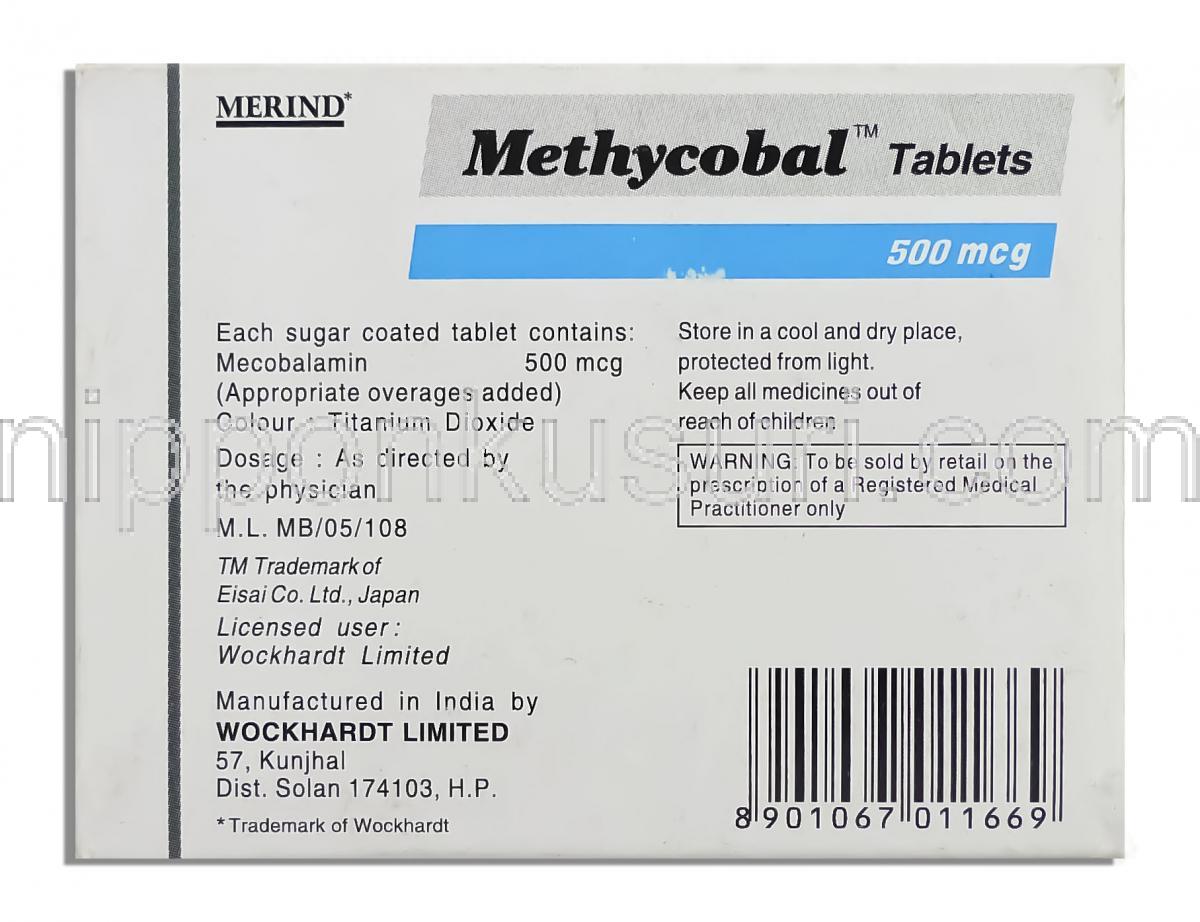 MERIND*
Methycobal™ Tablets
500 mcg
Each sugar coated tablet contains:
Mecobalamin 500 mcg
(Appropriate overages added)
Colour : Titanium Dioxide
Dosage : As directed by
the physician
M.L. MB/05/108
TM Trademark of
Eisai Co. Ltd., Japan
Licensed user :
Wockhardt Limited
Manufactured in India by
WOCKHARDT LIMITED
57, Kunjhal
Dist. Solan 174103, H.P.
*Trademark of Wockhardt
Store in a cool and dry place,
protected from light.
Keep all medicines out of
reach of children
WARNING: To be sold by retail on the
prescription of a Registered Medical
Practitioner only
8 901067 011669
nipponkusuri.com